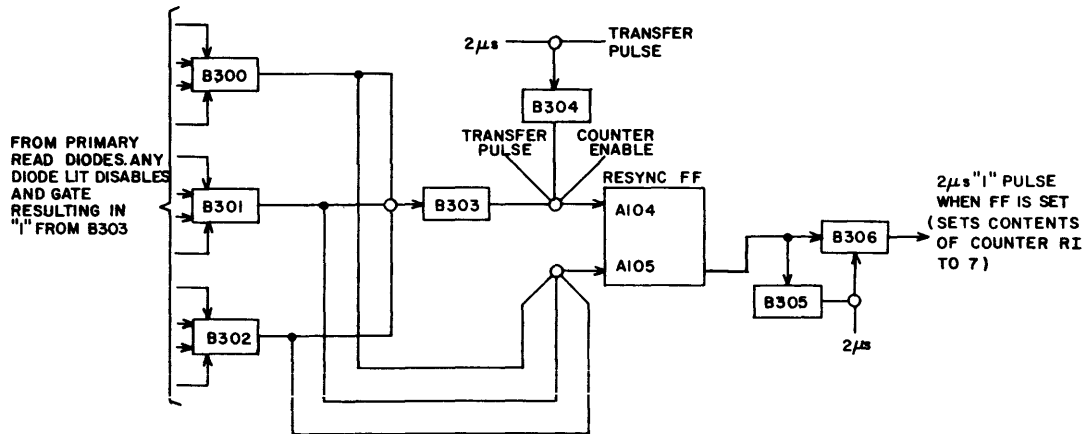 B300
FROM PRIMARY
READ DIODES. ANY
DIODE LIT DISABLES
AND GATE
RESULTING IN
"1" FROM B303
B301
B302
B303
2μs
TRANSFER
PULSE
B304
TRANSFER
PULSE
COUNTER
ENABLE
RESYNC FF
A104
A105
B305
B306
2μs
2μs "1" PULSE
WHEN FF IS SET
(SETS CONTENTS
OF COUNTER RI
TO 7)